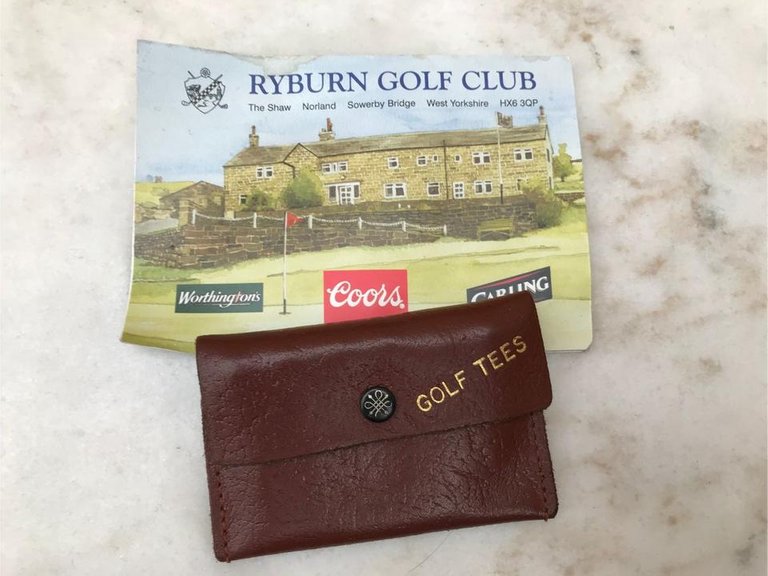 RYBURN GOLF CLUB
The Shaw Norland Sowerby Bridge West Yorkshire HX6 3QP
Worthington's
Coors
CARLING
GOLF TEES